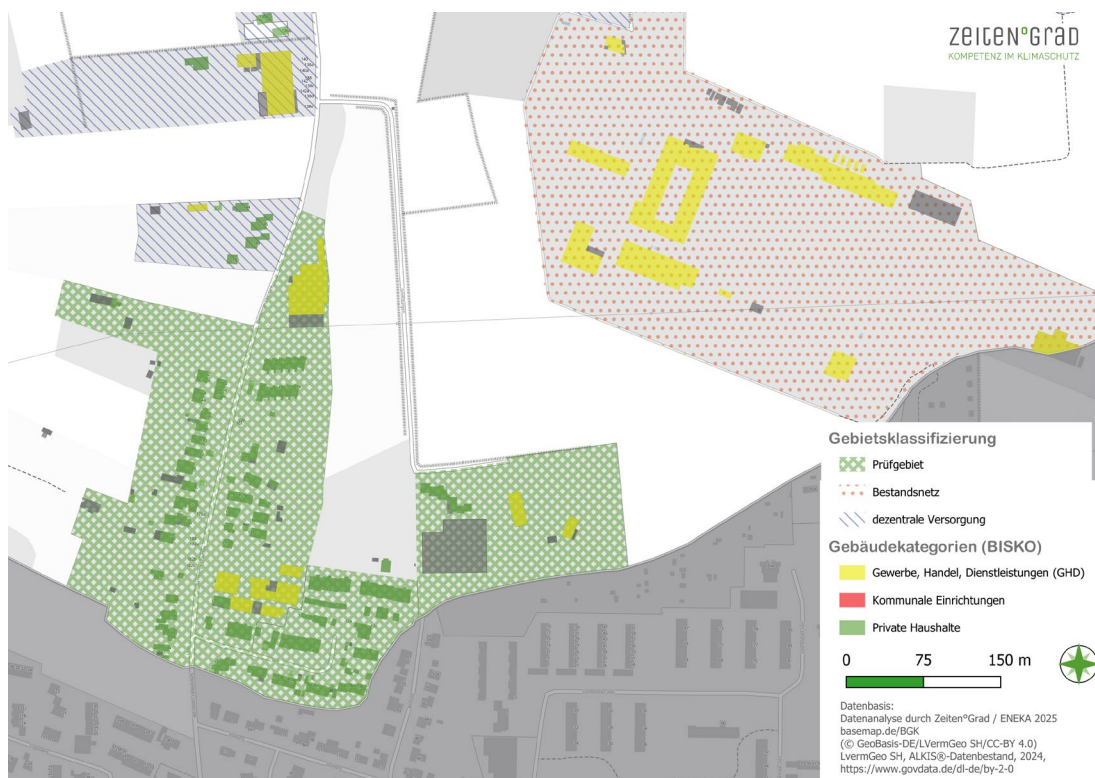 ZEITEN°GRAD
KOMPETENZ IM KLIMASCHUTZ
Gebietsklassifizierung
Prüfgebiet
Bestandsnetz
dezentrale Versorgung
Gebäudekategorien (BISKO)
Gewerbe, Handel, Dienstleistungen (GHD)
Kommunale Einrichtungen
Private Haushalte
0 75 150 m
Datenbasis:
Datenanalyse durch Zeiten°Grad / ENEKA 2025
basemap.de/BGK
(© GeoBasis-DE/LVermGeo SH/CC-BY 4.0)
LvermGeo SH, ALKIS®-Datenbestand, 2024,
https://www.govdata.de/dl-de/by-2-0